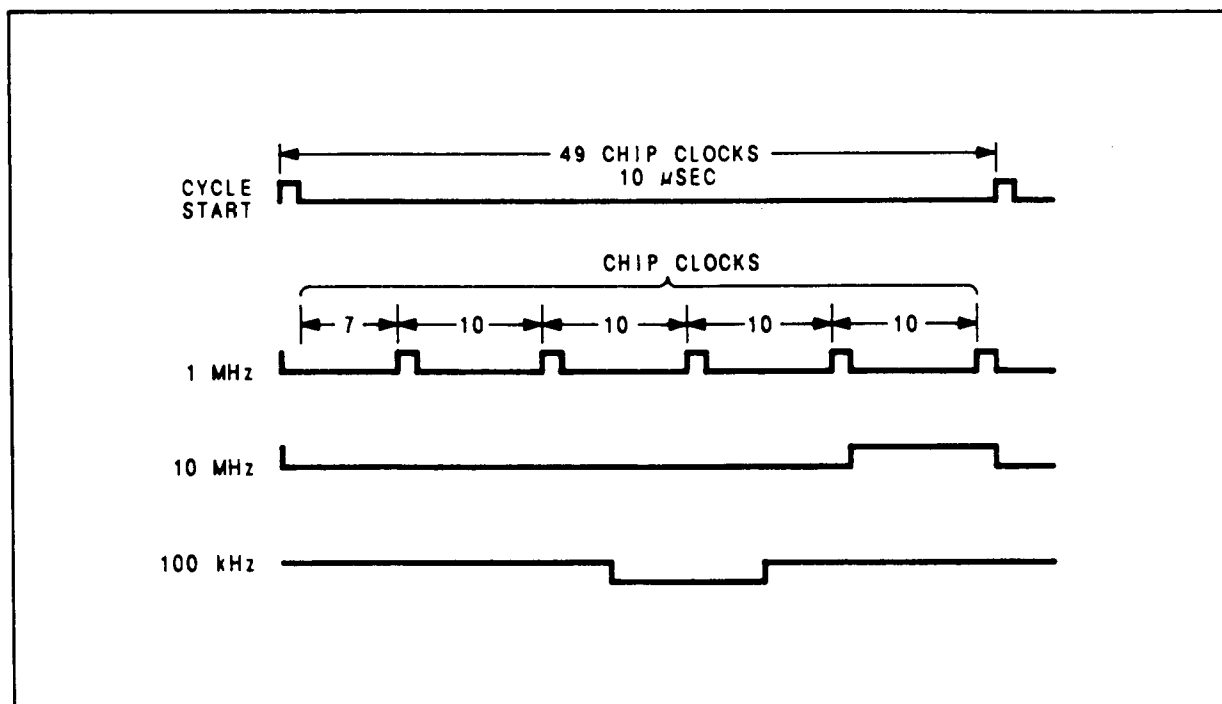 49 CHIP CLOCKS
10 μSEC
CYCLE
START
CHIP CLOCKS
7 10 10 10 10
1 MHz
10 MHz
100 kHz